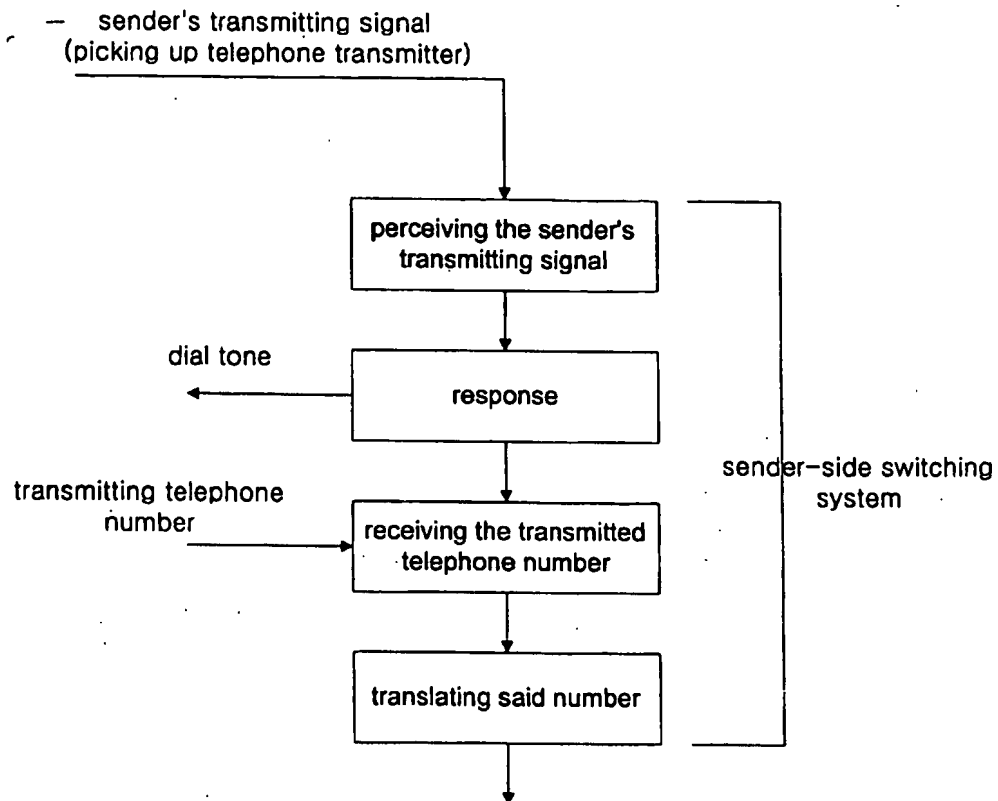 – sender's transmitting signal
(picking up telephone transmitter)
perceiving the sender's
transmitting signal
dial tone
response
transmitting telephone
number
receiving the transmitted
telephone number
sender–side switching
system
translating said number